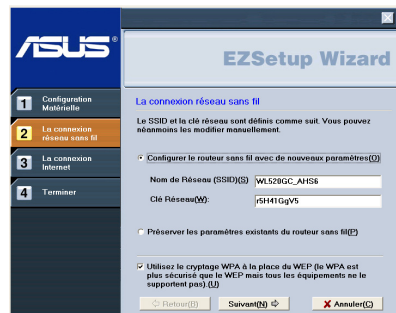 ASUS®
EZSetup Wizard
1 Configuration
Matérielle
2 La connexion
réseau sans fil
3 La connexion
Internet
4 Terminer
La connexion réseau sans fil
Le SSID et la clé réseau sont définis comme suit. Vous pouvez
néanmoins les modifier manuellement.
Configurer le routeur sans fil avec de nouveaux paramètres(O)
Nom de Réseau (SSID)(S) WL520GC_AHS6
Clé Réseau(W): r5H41GgV5
Préserver les paramètres existants du routeur sans fil(P)
Utilisez le cryptage WPA à la place du WEP (le WPA est
plus sécurisé que le WEP mais tous les équipements ne le
supportent pas).(U)
Retour(B) Suivant(N) Annuler(C)